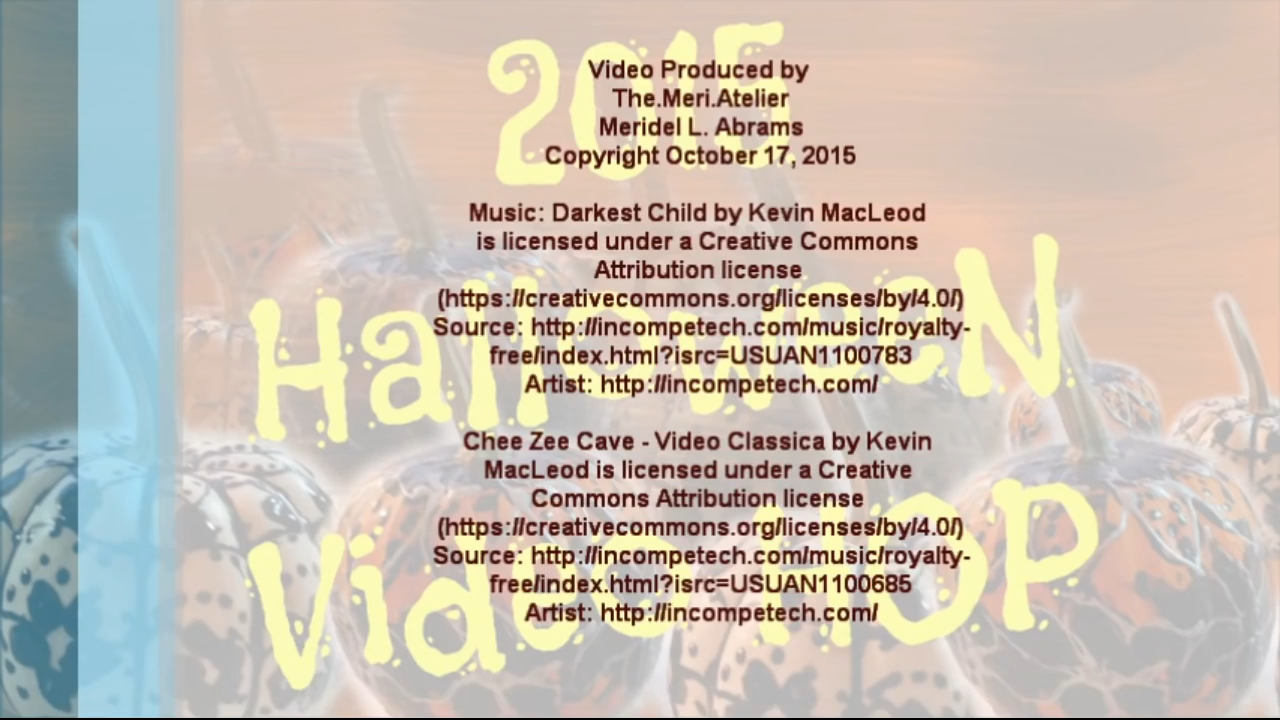 2015
Halloween
Video HOP
Video Produced by
The.Meri.Atelier
Meridel L. Abrams
Copyright October 17, 2015
Music: Darkest Child by Kevin MacLeod
is licensed under a Creative Commons
Attribution license
(https://creativecommons.org/licenses/by/4.0/)
Source: http://incompetech.com/music/royalty-
free/index.html?isrc=USUAN1100783
Artist: http://incompetech.com/
Chee Zee Cave - Video Classica by Kevin
MacLeod is licensed under a Creative
Commons Attribution license
(https://creativecommons.org/licenses/by/4.0/)
Source: http://incompetech.com/music/royalty-
free/index.html?isrc=USUAN1100685
Artist: http://incompetech.com/